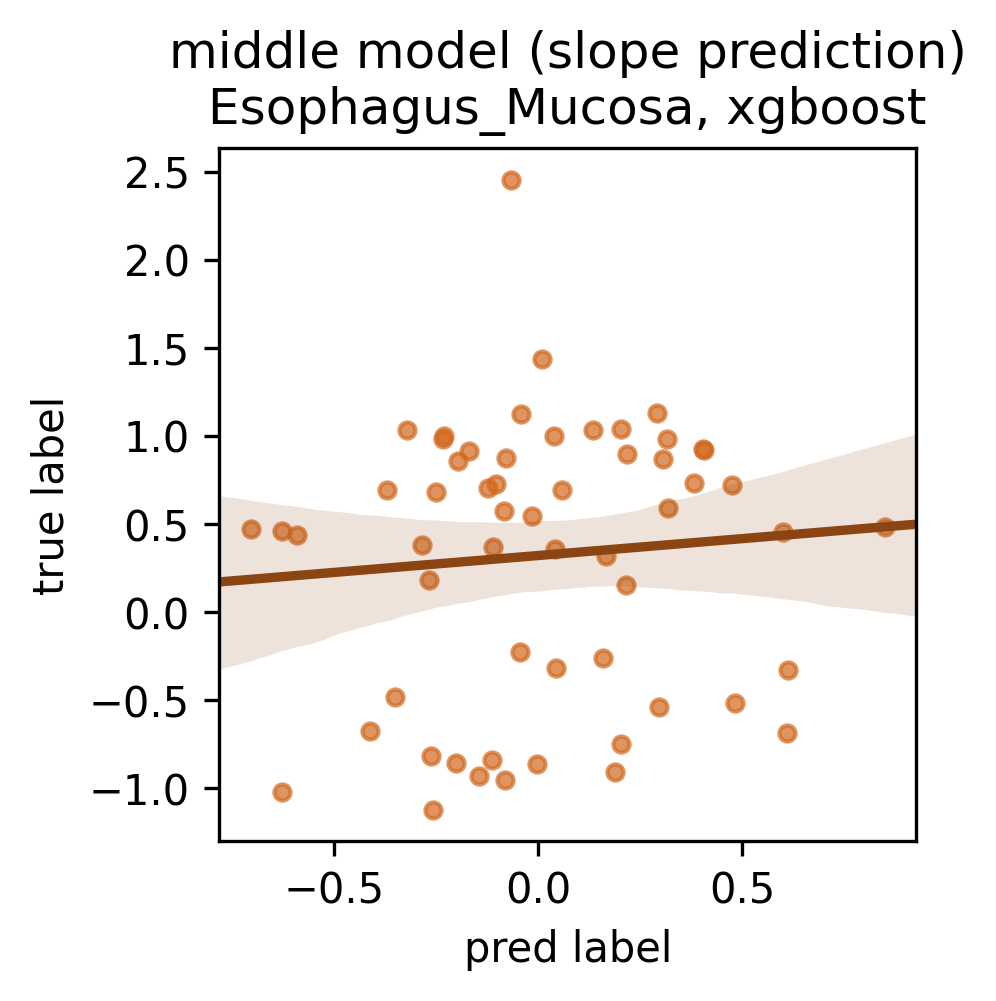 middle model (slope prediction)
Esophagus_Mucosa, xgboost
2.5
2.0
1.5
1.0
0.5
0.0
−0.5
−1.0
true label
−0.5
0.0
0.5
pred label